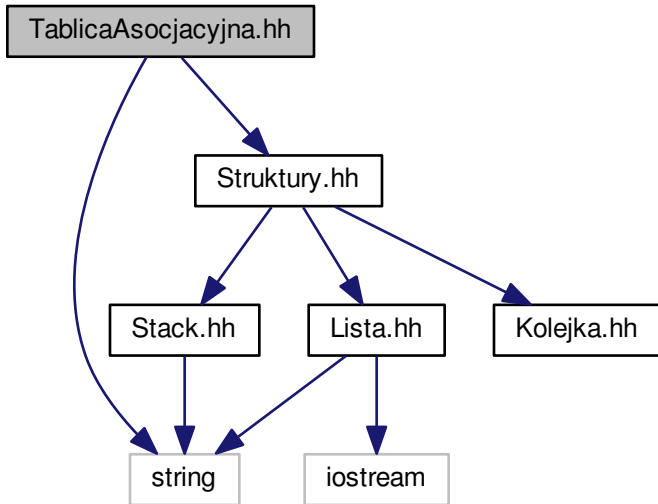 TablicaAsocjacyjna.hh
Struktury.hh
Stack.hh
Lista.hh
Kolejka.hh
string
iostream